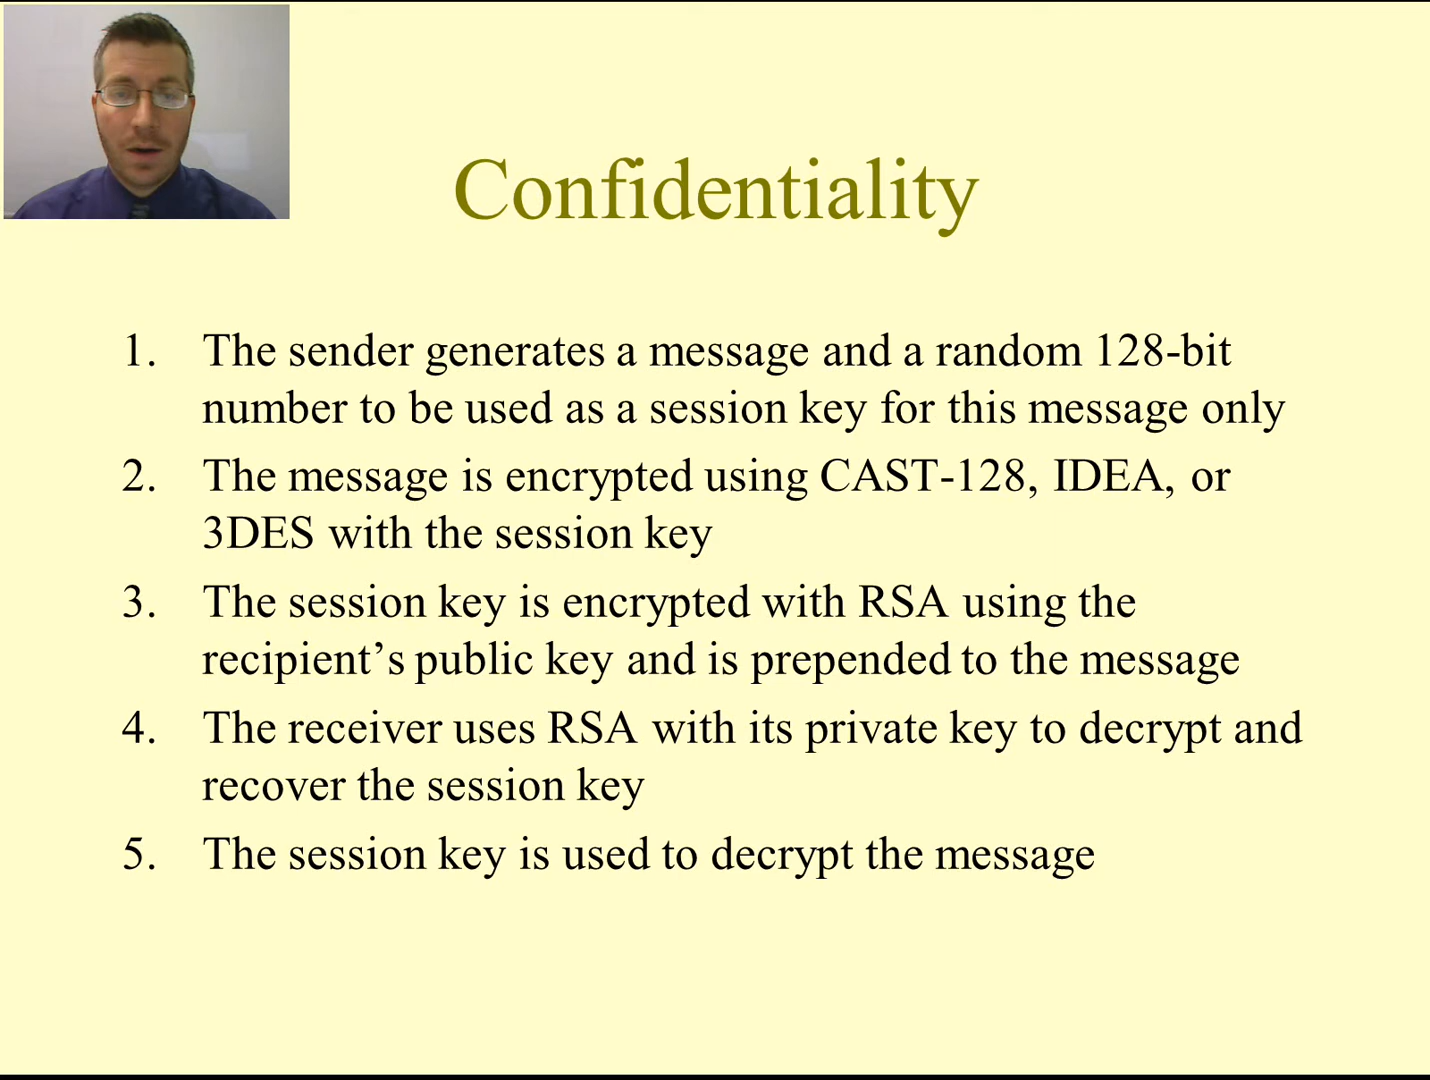 Confidentiality
1. The sender generates a message and a random 128-bit
number to be used as a session key for this message only
2. The message is encrypted using CAST-128, IDEA, or
3DES with the session key
3. The session key is encrypted with RSA using the
recipient’s public key and is prepended to the message
4. The receiver uses RSA with its private key to decrypt and
recover the session key
5. The session key is used to decrypt the message